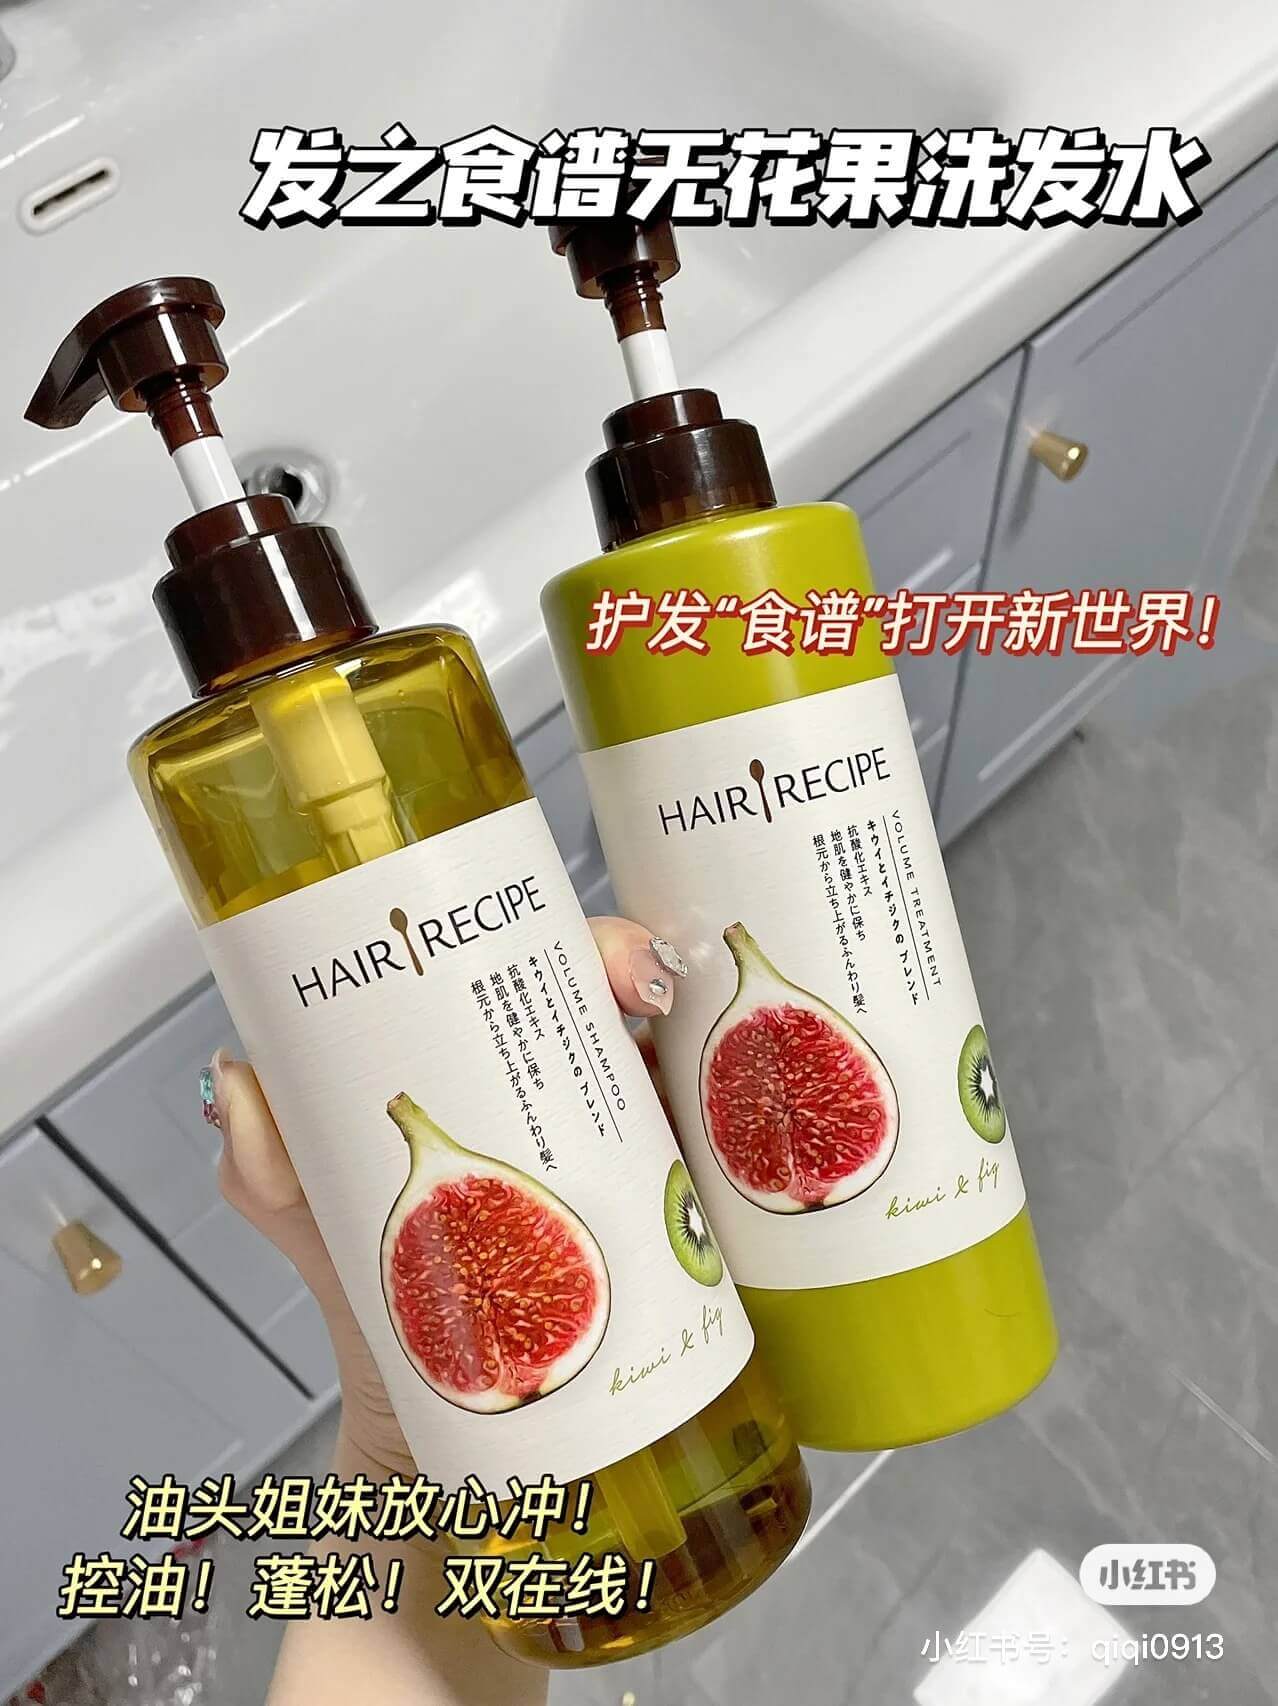 发之食谱无花果洗发水
护发“食谱”打开新世界！
HAIR RECIPE
VOLUME TREATMENT
キウイとイチジクのブレンド
抗酸化エキス
地肌を健やかに保ち
根元から立ち上がるふんわり髪へ
kiwi & fig
HAIR RECIPE
VOLUME SHAMPOO
キウイとイチジクのブレンド
抗酸化エキス
地肌を健やかに保ち
根元から立ち上がるふんわり髪へ
kiwi & fig
油头姐妹放心冲！
控油！蓬松！双在线！
小红书
小红书号：qiqi0913